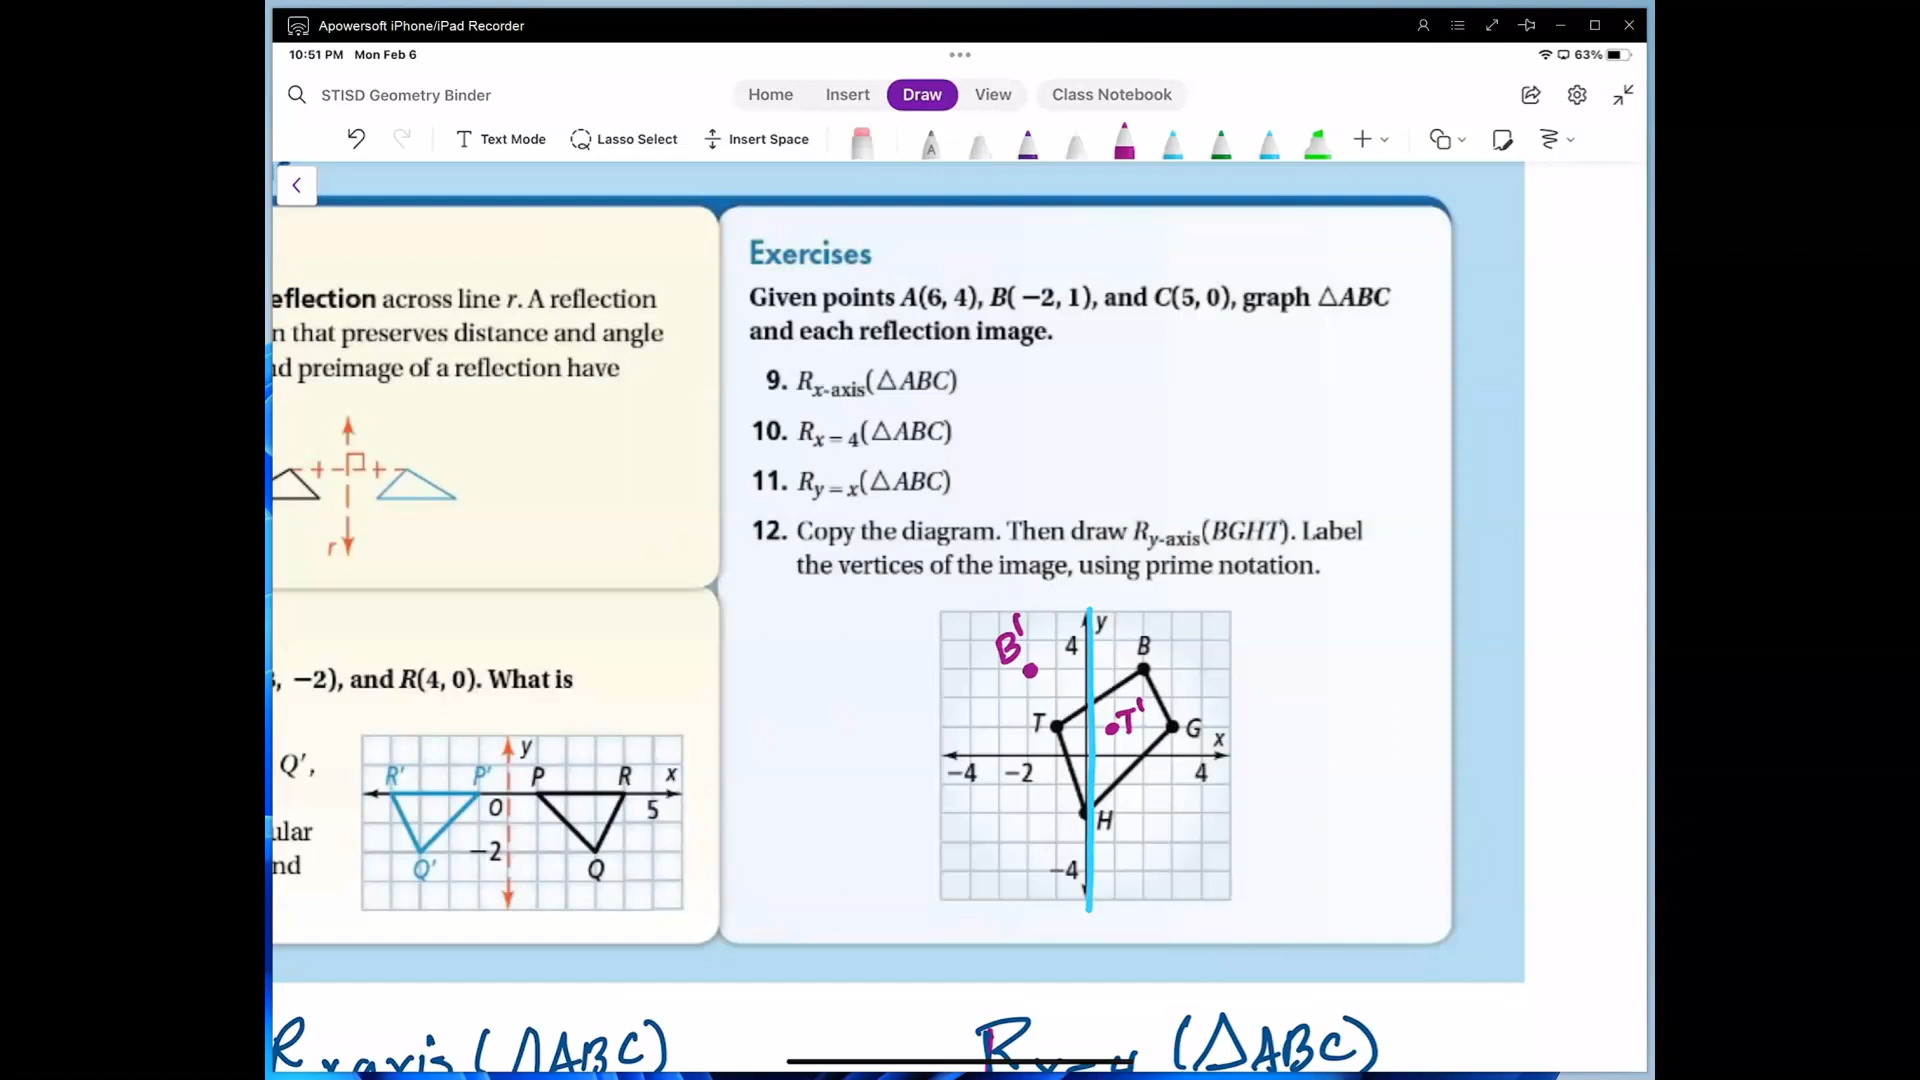 Apowersoft iPhone/iPad Recorder
10:51 PM Mon Feb 6
63%
STISD Geometry Binder
Home Insert Draw View Class Notebook
Text Mode Lasso Select Insert Space
A
eflection across line r. A reflection
n that preserves distance and angle
d preimage of a reflection have
r
, −2), and R(4, 0). What is
Q′,
ular
nd
y
R′ P′ P R x
O 5
−2
Q′ Q
Exercises
Given points A(6, 4), B(−2, 1), and C(5, 0), graph △ABC
and each reflection image.
9. Rx-axis(△ABC)
10. Rx = 4(△ABC)
11. Ry = x(△ABC)
12. Copy the diagram. Then draw Ry-axis(BGHT). Label
the vertices of the image, using prime notation.
y
B′ 4 B
T T′ G x
−4 −2 4
H
−4
R x axis (△ABC)
R x=4 (△ABC)